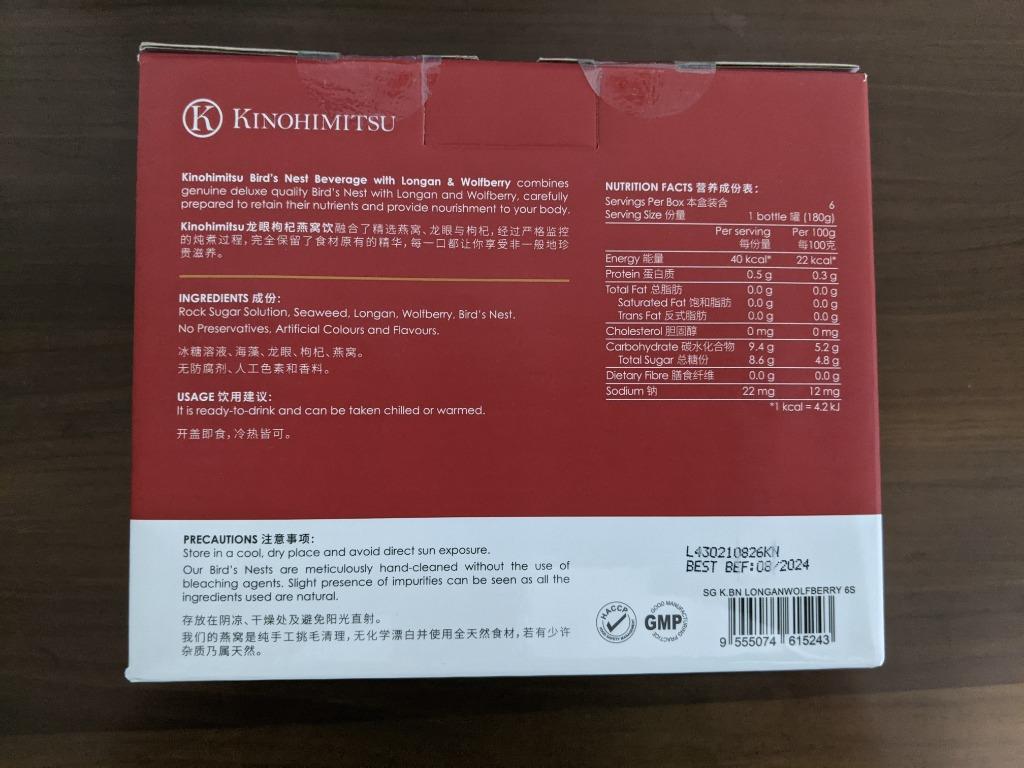 KINOHIMITSU
Kinohimitsu Bird's Nest Beverage with Longan & Wolfberry combines
genuine deluxe quality Bird's Nest with Longan and Wolfberry, carefully
prepared to retain their nutrients and provide nourishment to your body.
Kinohimitsu龙眼枸杞燕窝饮融合了精选燕窝、龙眼与枸杞,经过严格监控
的炖煮过程,完全保留了食材原有的精华,每一口都让你享受非一般地珍
贵滋养。
INGREDIENTS 成份:
Rock Sugar Solution, Seaweed, Longan, Wolfberry, Bird's Nest.
No Preservatives, Artificial Colours and Flavours.
冰糖溶液、海藻、龙眼、枸杞、燕窝。
无防腐剂、人工色素和香料。
USAGE 饮用建议:
It is ready-to-drink and can be taken chilled or warmed.
开盖即食,冷热皆可。
NUTRITION FACTS 营养成份表:
Servings Per Box 本盒装含 6
Serving Size 份量 1 bottle 罐 (180g)
Per serving Per 100g
每份量 每100克
Energy 能量 40 kcal* 22 kcal*
Protein 蛋白质 0.5 g 0.3 g
Total Fat 总脂肪 0.0 g 0.0 g
Saturated Fat 饱和脂肪 0.0 g 0.0 g
Trans Fat 反式脂肪 0.0 g 0.0 g
Cholesterol 胆固醇 0 mg 0 mg
Carbohydrate 碳水化合物 9.4 g 5.2 g
Total Sugar 总糖份 8.6 g 4.8 g
Dietary Fibre 膳食纤维 0.0 g 0.0 g
Sodium 钠 22 mg 12 mg
*1 kcal = 4.2 kJ
PRECAUTIONS 注意事项:
Store in a cool, dry place and avoid direct sun exposure.
Our Bird's Nests are meticulously hand-cleaned without the use of
bleaching agents. Slight presence of impurities can be seen as all the
ingredients used are natural.
存放在阴凉、干燥处及避免阳光直射。
我们的燕窝是纯手工挑毛清理,无化学漂白并使用全天然食材,若有少许
杂质乃属天然。
L430210826KN
BEST BEF:08/2024
SG K.BN LONGANWOLFBERRY 6S
9 555074 615243
HACCP
GOOD MANUFACTURING PRACTICE
GMP